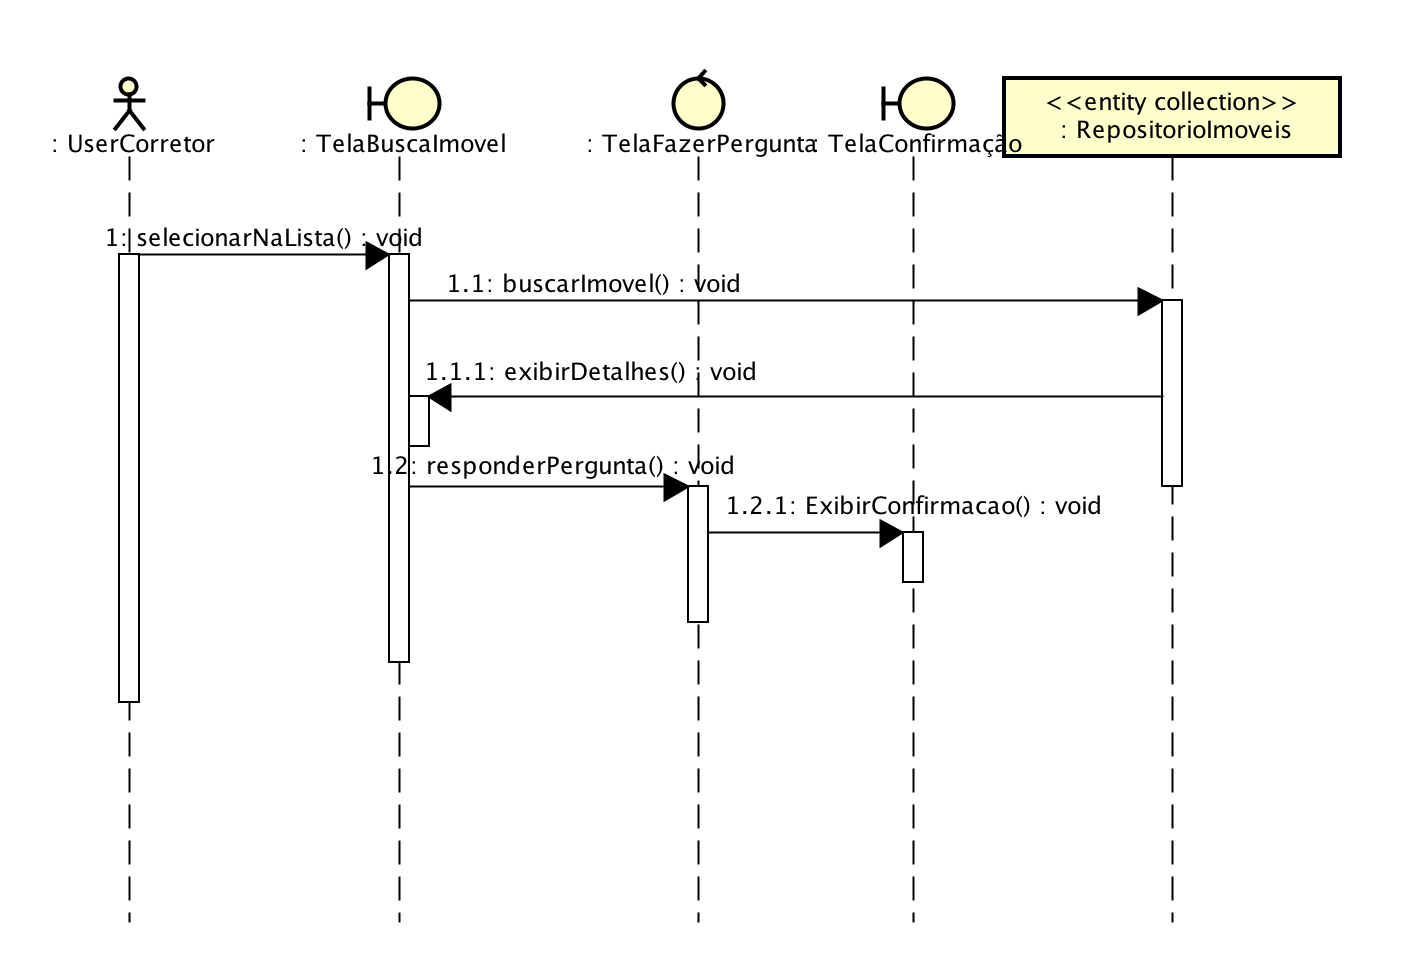 : UserCorretor
: TelaBuscaImovel
: TelaFazerPergunta
: TelaConfirmação
<<entity collection>>
: RepositorioImoveis
1: selecionarNaLista() : void
1.1: buscarImovel() : void
1.1.1: exibirDetalhes() : void
1.2: responderPergunta() : void
1.2.1: ExibirConfirmacao() : void